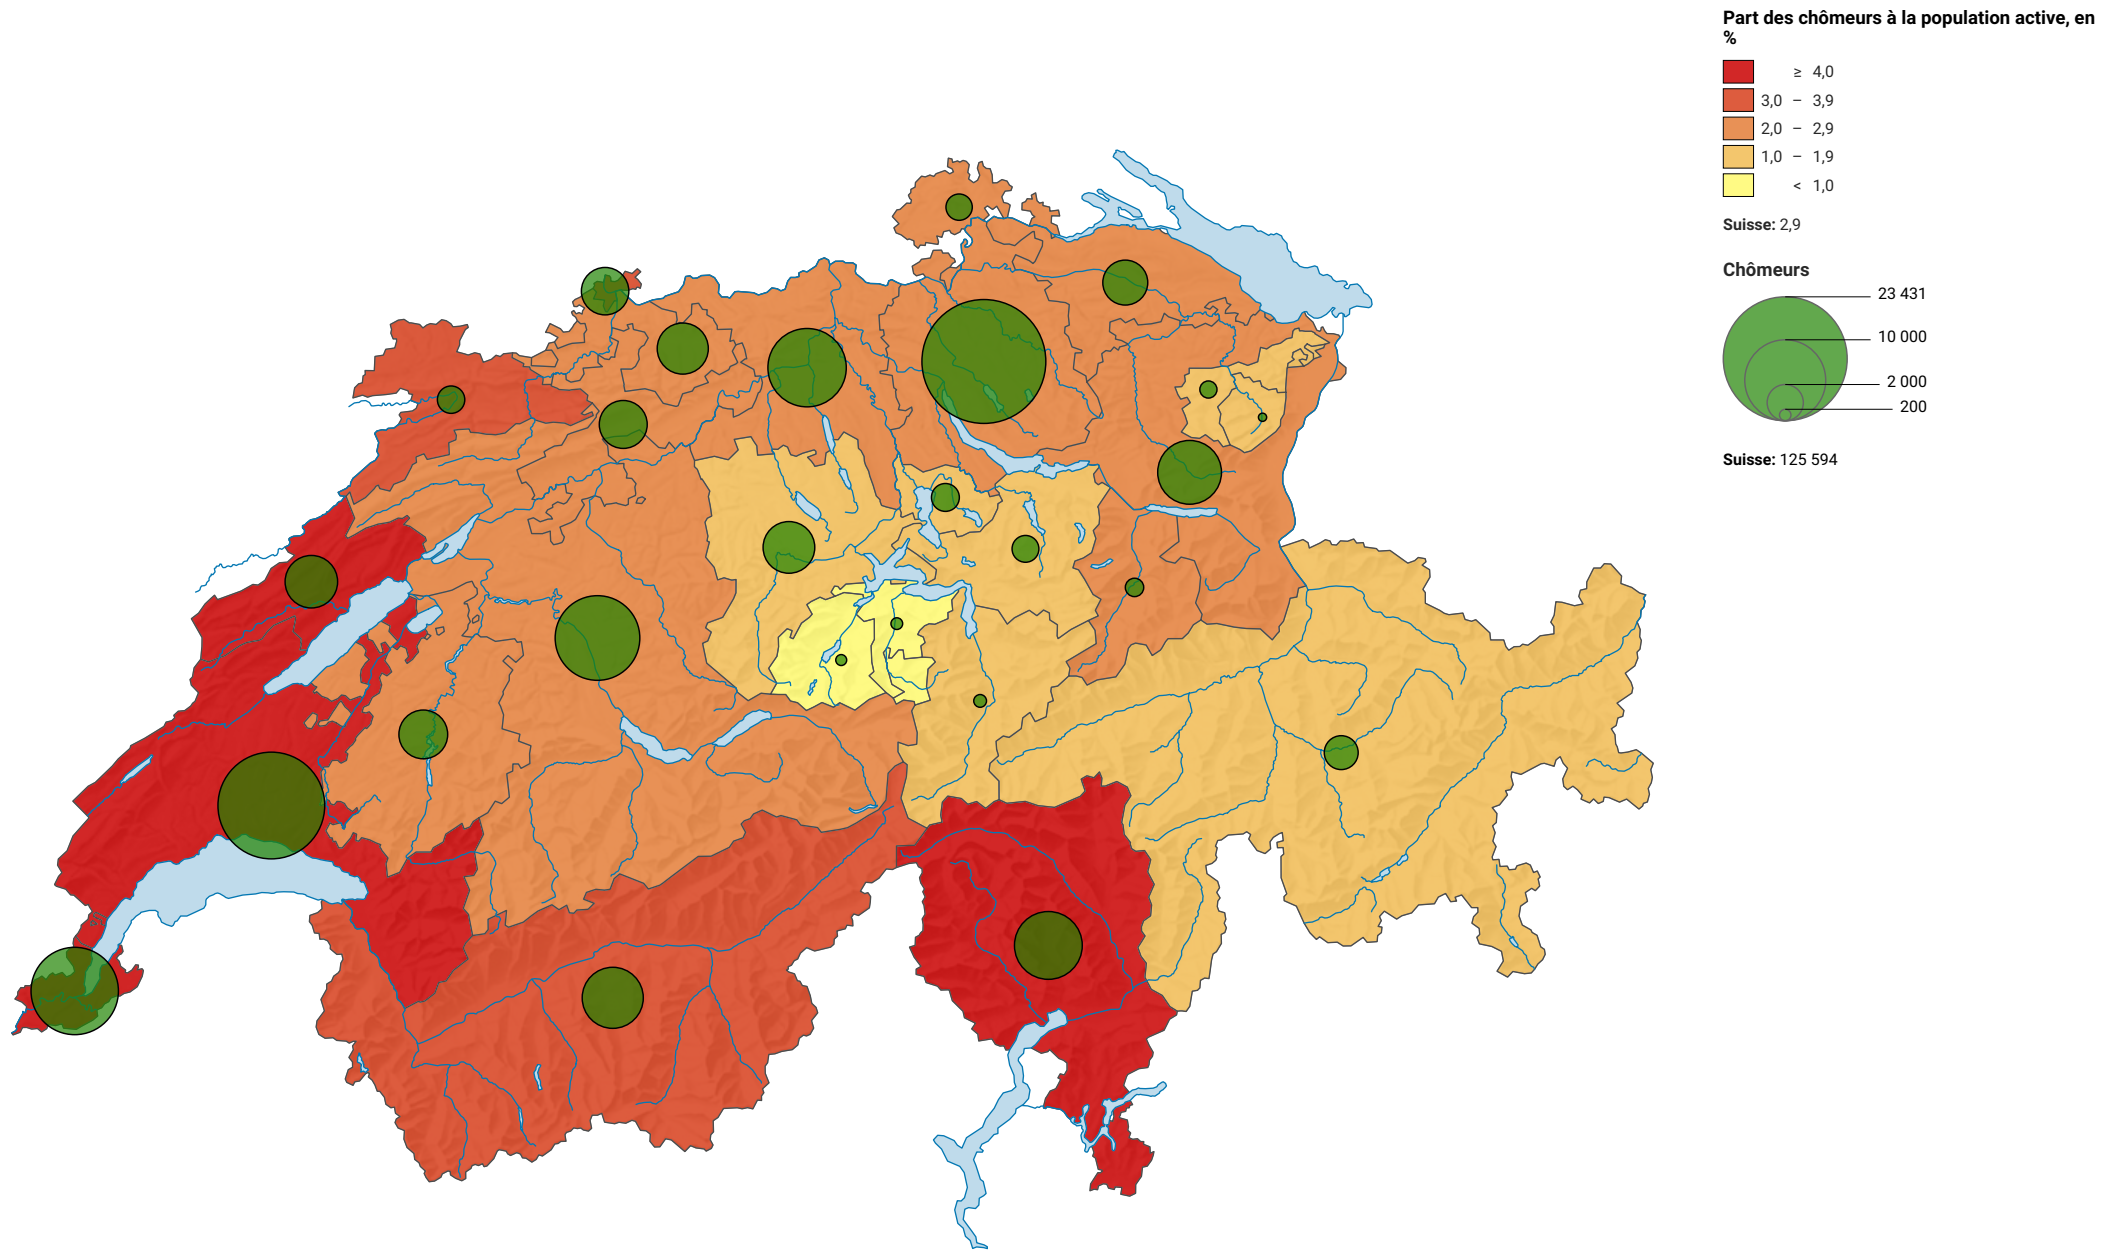 Part des chômeurs à la population active, en
%
≥ 4,0
3,0 – 3,9
2,0 – 2,9
1,0 – 1,9
< 1,0
Suisse: 2,9
Chômeurs
23 431
10 000
2 000
200
Suisse: 125 594